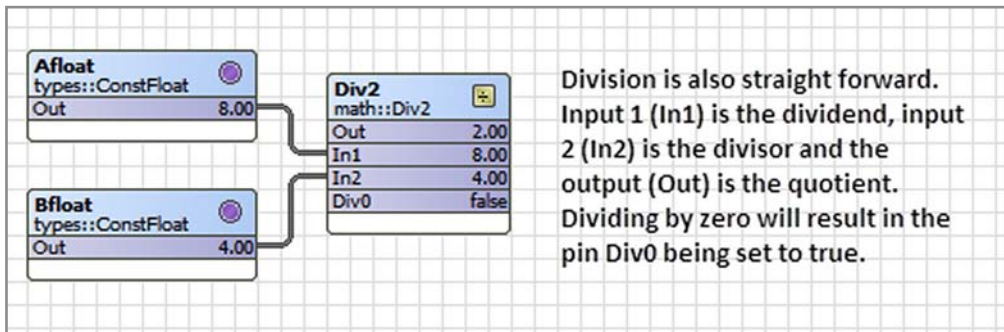 Afloat
types::ConstFloat
Out 8.00
Bfloat
types::ConstFloat
Out 4.00
Div2
math::Div2
Out 2.00
In1 8.00
In2 4.00
Div0 false
Division is also straight forward.
Input 1 (In1) is the dividend, input
2 (In2) is the divisor and the
output (Out) is the quotient.
Dividing by zero will result in the
pin Div0 being set to true.